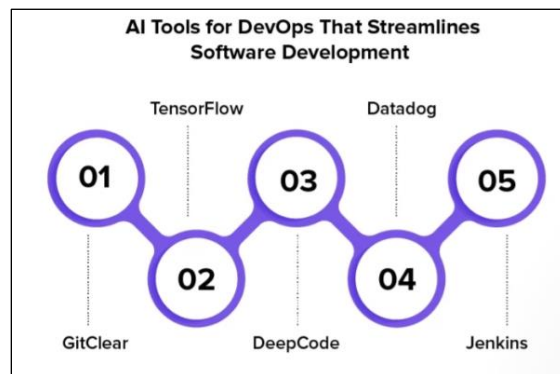 AI Tools for DevOps That Streamlines
Software Development
TensorFlow
Datadog
01
03
05
02
04
GitClear
DeepCode
Jenkins